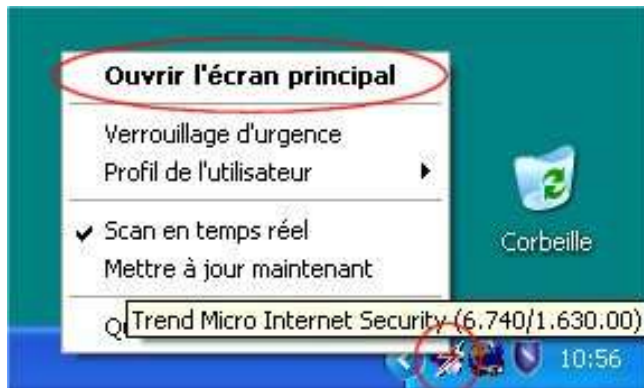 Ouvrir l'écran principal
Verrouillage d'urgence
Profil de l'utilisateur
Scan en temps réel
Mettre à jour maintenant
Corbeille
Trend Micro Internet Security (6.740/1.630.00)
10:56